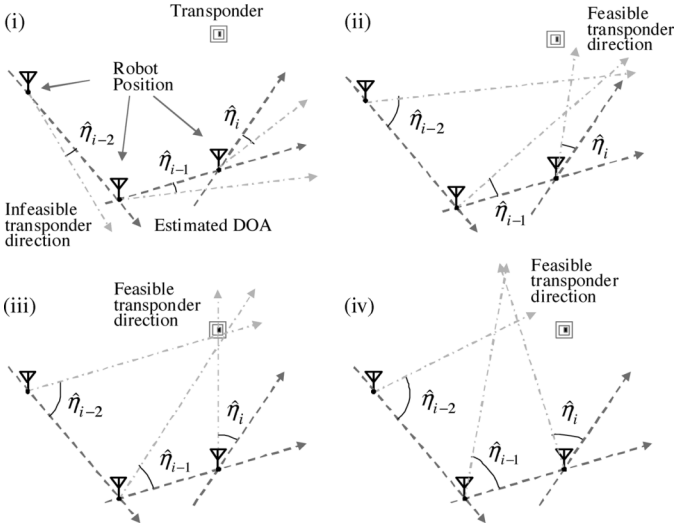 (i)
Transponder
Robot
Position
η̂i−2
η̂i−1
η̂i
Infeasible
transponder
direction
Estimated DOA
(ii)
Feasible
transponder
direction
η̂i−2
η̂i−1
η̂i
(iii)
Feasible
transponder
direction
η̂i−2
η̂i−1
η̂i
(iv)
Feasible
transponder
direction
η̂i−2
η̂i−1
η̂i